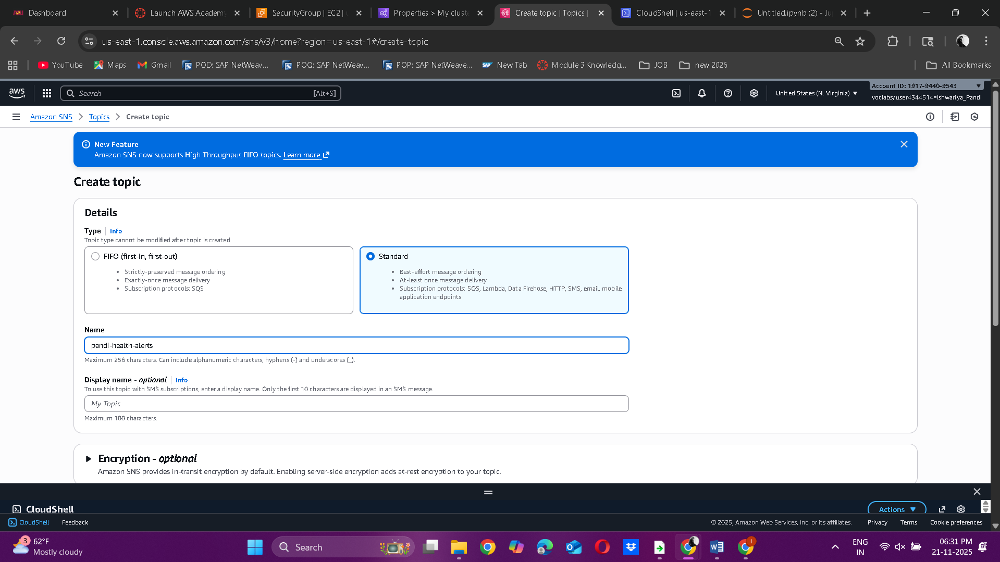 Dashboard
Launch AWS Academy
SecurityGroup | EC2 |
Properties > My cluste
Create topic | Topics |
CloudShell | us-east-1
Untitled.ipynb (2) - Ju
us-east-1.console.aws.amazon.com/sns/v3/home?region=us-east-1#/create-topic
YouTube
Maps
Gmail
POD: SAP NetWeav...
POQ: SAP NetWeav...
POP: SAP NetWeave...
SAP
New Tab
Module 3 Knowledg...
JOB
new 2026
All Bookmarks
aws
Search
[Alt+S]
United States (N. Virginia)
Account ID: 1917-9440-9543
voclabs/user4344514=Ishwariya_Pandi
Amazon SNS
Topics
Create topic
New Feature
Amazon SNS now supports High Throughput FIFO topics. Learn more
Create topic
Details
Type
Info
Topic type cannot be modified after topic is created
FIFO (first-in, first-out)
Strictly-preserved message ordering
Exactly-once message delivery
Subscription protocols: SQS
Standard
Best-effort message ordering
At-least once message delivery
Subscription protocols: SQS, Lambda, Data Firehose, HTTP, SMS, email, mobile
application endpoints
Name
pandi-health-alerts
Maximum 256 characters. Can include alphanumeric characters, hyphens (-) and underscores (_).
Display name - optional
Info
To use this topic with SMS subscriptions, enter a display name. Only the first 10 characters are displayed in an SMS message.
My Topic
Maximum 100 characters.
Encryption - optional
Amazon SNS provides in-transit encryption by default. Enabling server-side encryption adds at-rest encryption to your topic.
CloudShell
Actions
CloudShell
Feedback
© 2025, Amazon Web Services, Inc. or its affiliates.
Privacy
Terms
Cookie preferences
3
62°F
Mostly cloudy
Search
ENG
IN
06:31 PM
21-11-2025